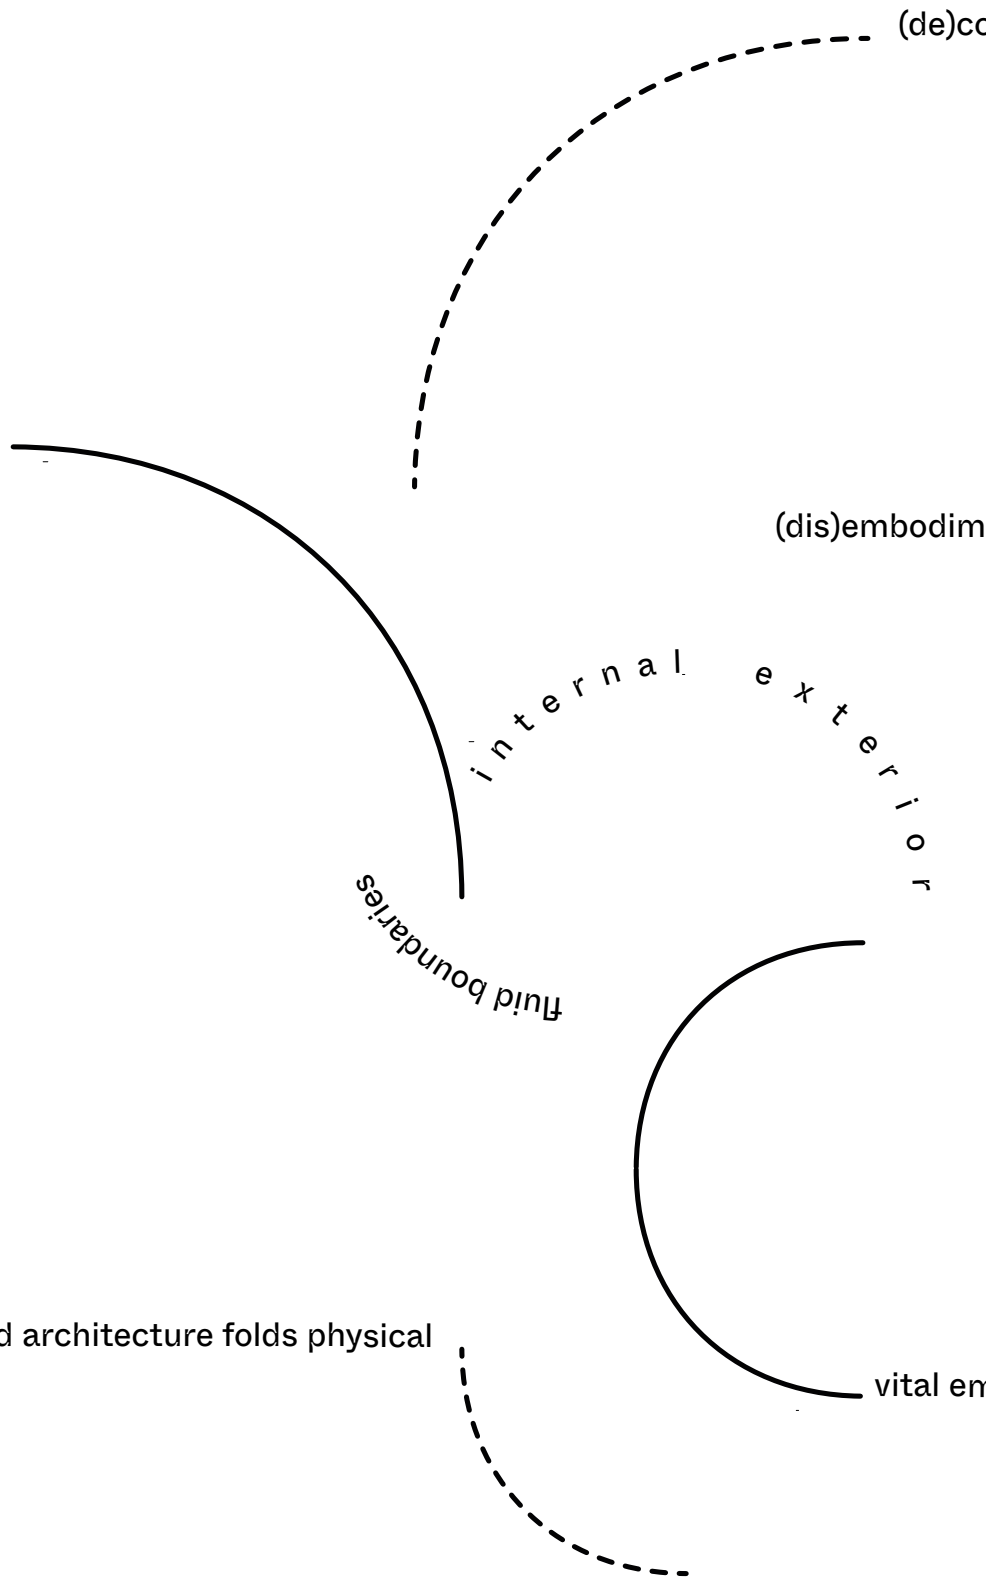 (de)co
(dis)embodim
internal exterior
fluid boundaries
d architecture folds physical
vital em